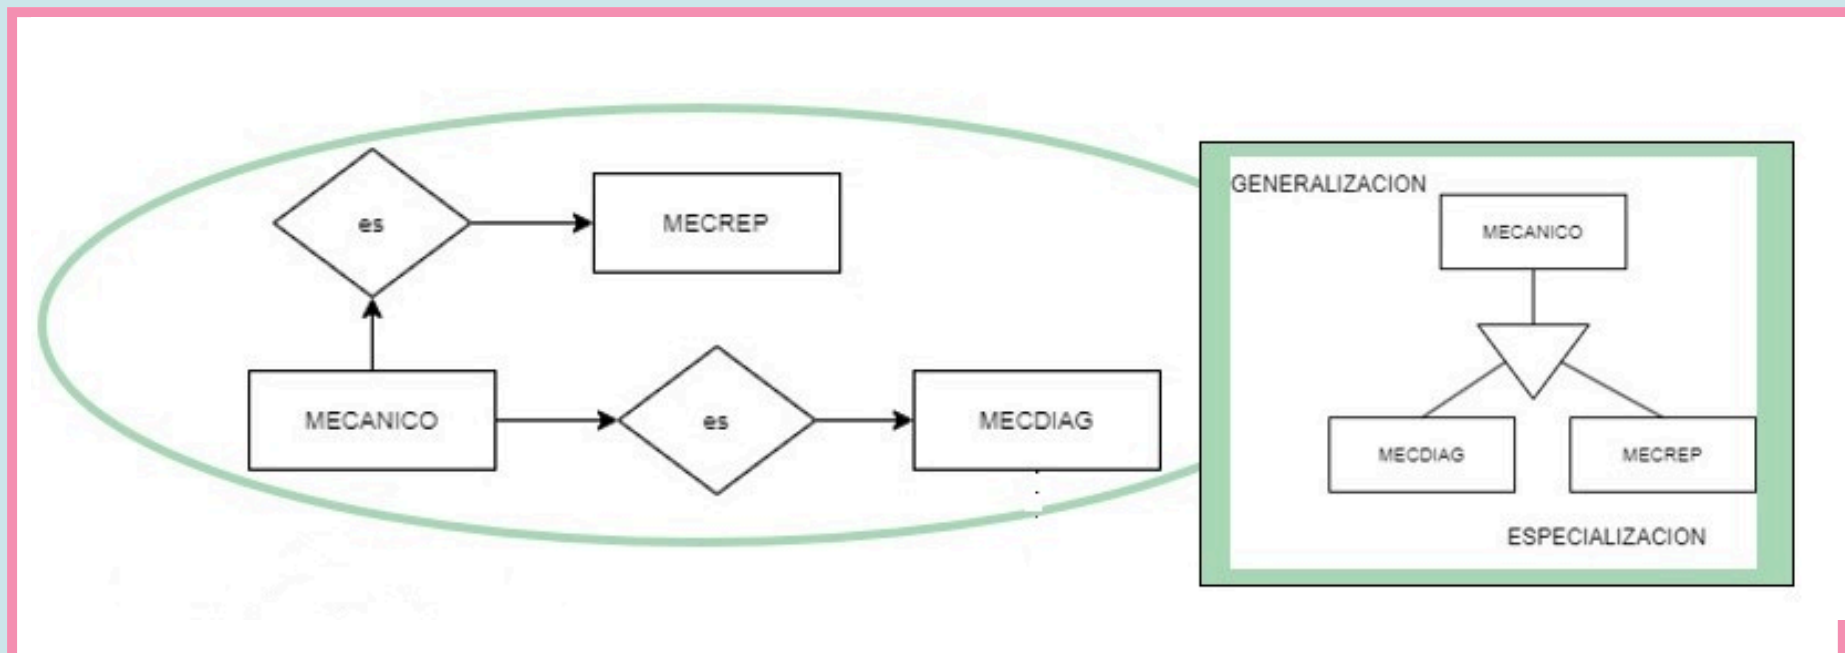 es
MECREP
MECANICO
es
MECDIAG
GENERALIZACION
MECANICO
MECDIAG
MECREP
ESPECIALIZACION